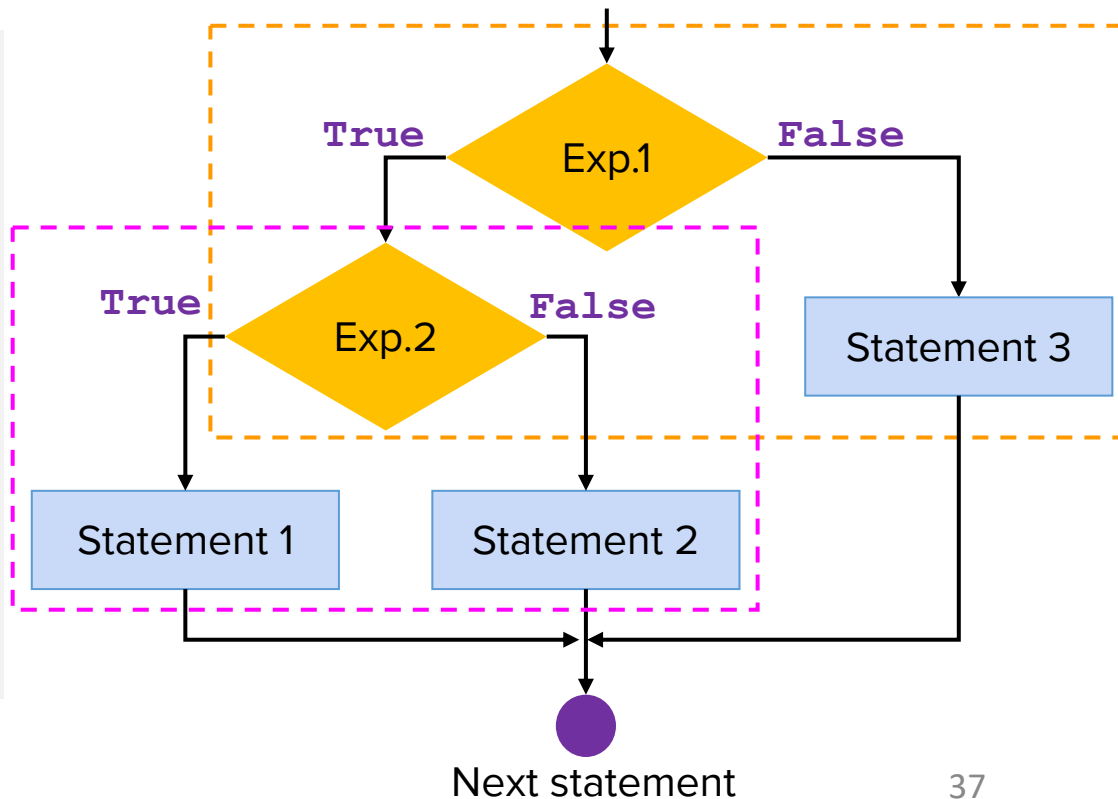 True
False
Exp.1
True
False
Exp.2
Statement 3
Statement 1
Statement 2
Next statement
37